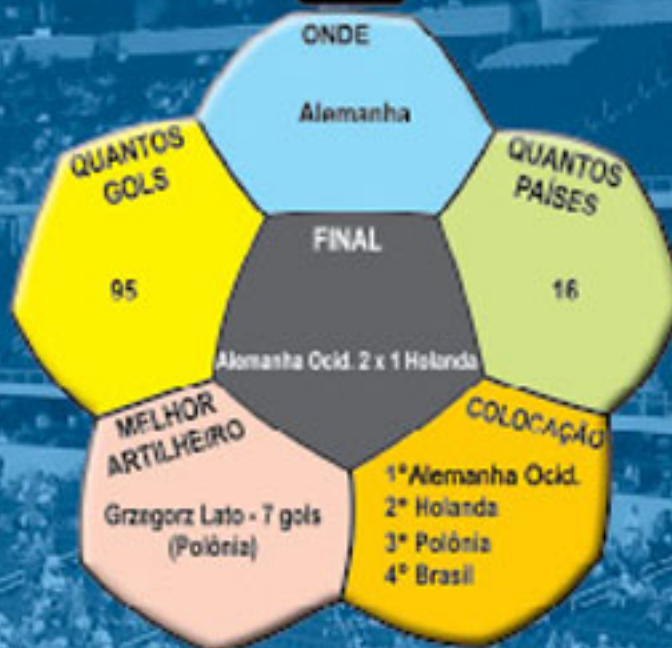 ONDE
Alemanha
QUANTOS
GOLS
95
QUANTOS
PAÍSES
16
FINAL
Alemanha Ocid. 2 x 1 Holanda
MELHOR
ARTILHEIRO
Grzegorz Lato - 7 gols
(Polônia)
COLOCAÇÃO
1º Alemanha Ocid.
2º Holanda
3º Polônia
4º Brasil